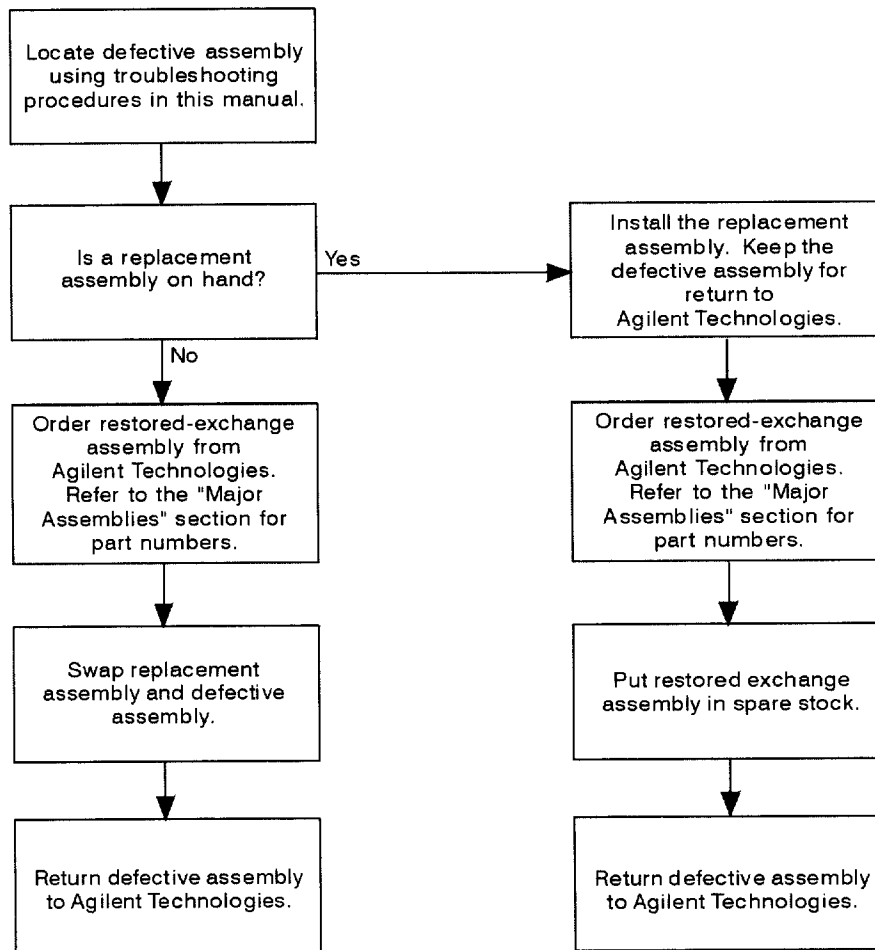 Locate defective assembly
using troubleshooting
procedures in this manual.
Is a replacement
assembly on hand?
Yes
Install the replacement
assembly. Keep the
defective assembly for
return to
Agilent Technologies.
No
Order restored-exchange
assembly from
Agilent Technologies.
Refer to the "Major
Assemblies" section for
part numbers.
Order restored-exchange
assembly from
Agilent Technologies.
Refer to the "Major
Assemblies" section for
part numbers.
Swap replacement
assembly and defective
assembly.
Put restored exchange
assembly in spare stock.
Return defective assembly
to Agilent Technologies.
Return defective assembly
to Agilent Technologies.